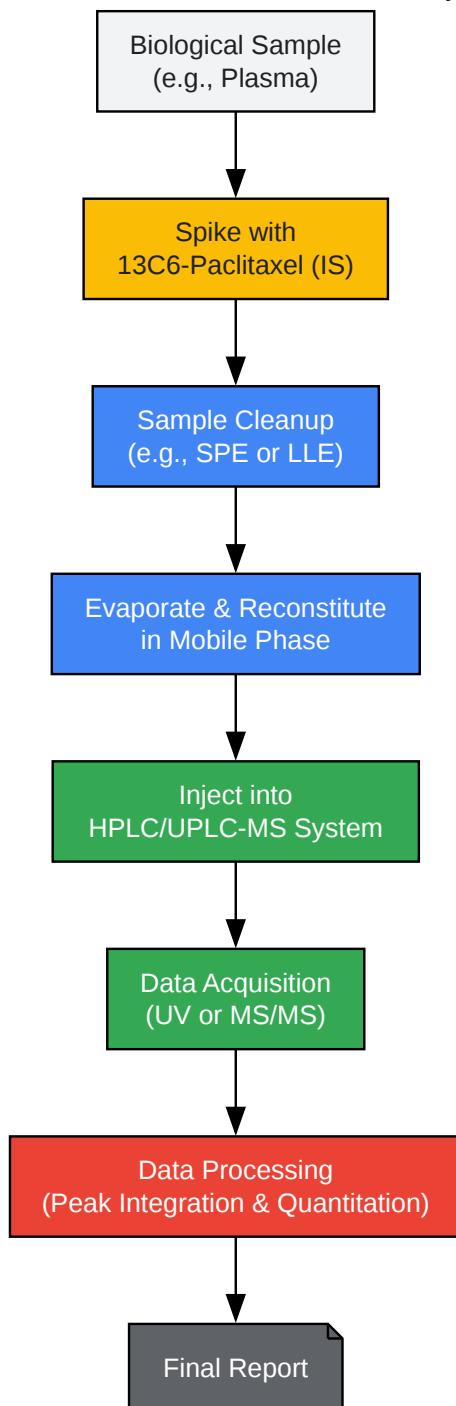 Biological Sample
(e.g., Plasma)
Spike with
13C6-Paclitaxel (IS)
Sample Cleanup
(e.g., SPE or LLE)
Evaporate & Reconstitute
in Mobile Phase
Inject into
HPLC/UPLC-MS System
Data Acquisition
(UV or MS/MS)
Data Processing
(Peak Integration & Quantitation)
Final Report